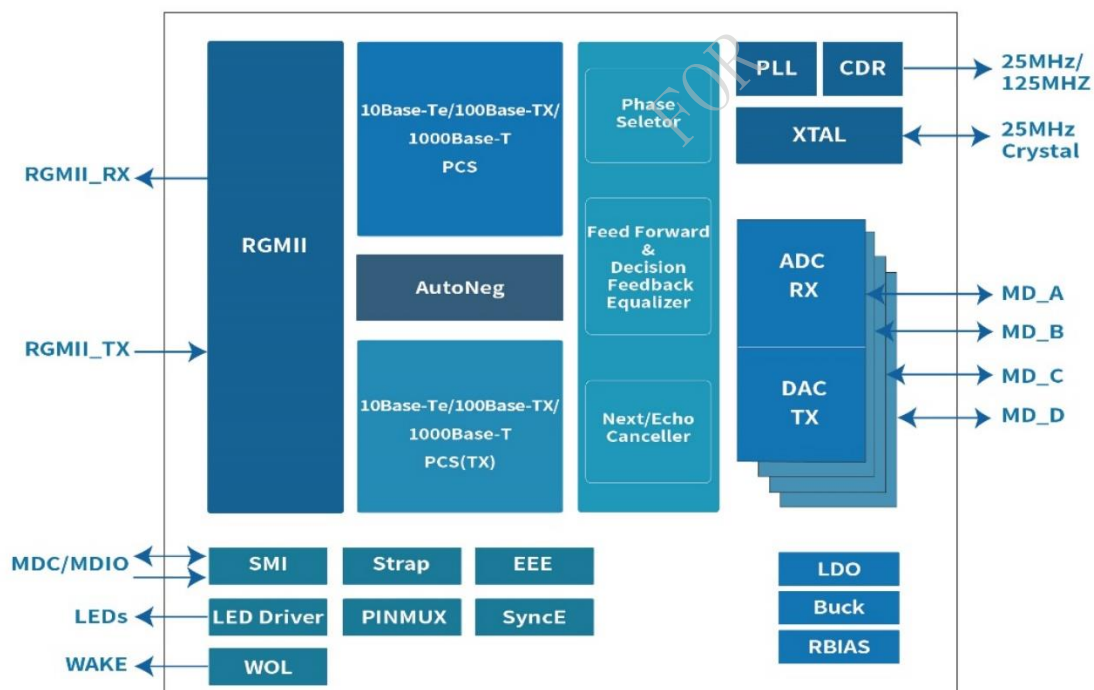 RGMII_RX
RGMII_TX
MDC/MDIO
LEDs
WAKE
RGMII
10Base-Te/100Base-TX/
1000Base-T
PCS
AutoNeg
10Base-Te/100Base-TX/
1000Base-T
PCS(TX)
Phase
Seletor
Feed Forward
&
Decision
Feedback
Equalizer
Next/Echo
Canceller
FOR
PLL
CDR
XTAL
25MHz/
125MHZ
25MHz
Crystal
ADC
RX
DAC
TX
MD_A
MD_B
MD_C
MD_D
SMI
Strap
EEE
LED Driver
PINMUX
SyncE
WOL
LDO
Buck
RBIAS